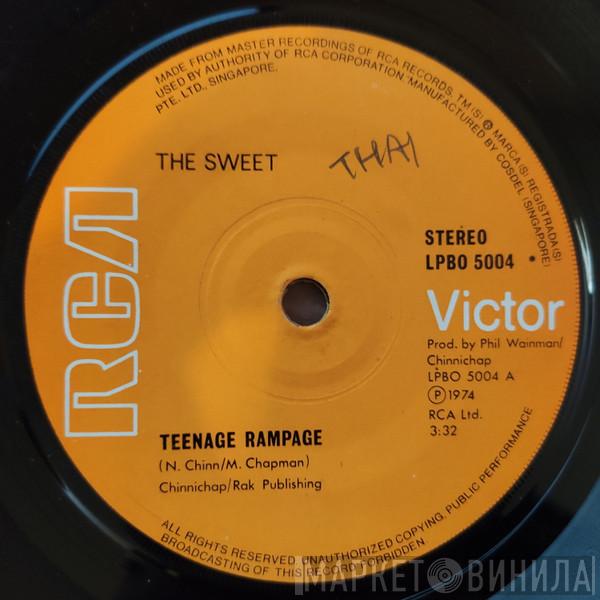 MADE FROM MASTER RECORDINGS OF RCA RECORDS, TM(S) ® MARCA(S) REGISTRADA(S)
USED BY AUTHORITY OF RCA CORPORATION MANUFACTURED BY COSDEL (SINGAPORE)
PTE. LTD., SINGAPORE.
THE SWEET
THAI
RCA
STEREO
LPBO 5004
Victor
Prod. by Phil Wainman/
Chinnichap
LPBO 5004 A
℗ 1974
RCA Ltd.
3:32
TEENAGE RAMPAGE
(N. Chinn/M. Chapman)
Chinnichap/Rak Publishing
ALL RIGHTS RESERVED. UNAUTHORIZED COPYING, PUBLIC PERFORMANCE
BROADCASTING OF THIS RECORD FORBIDDEN
МАРКЕТ ВИНИЛА